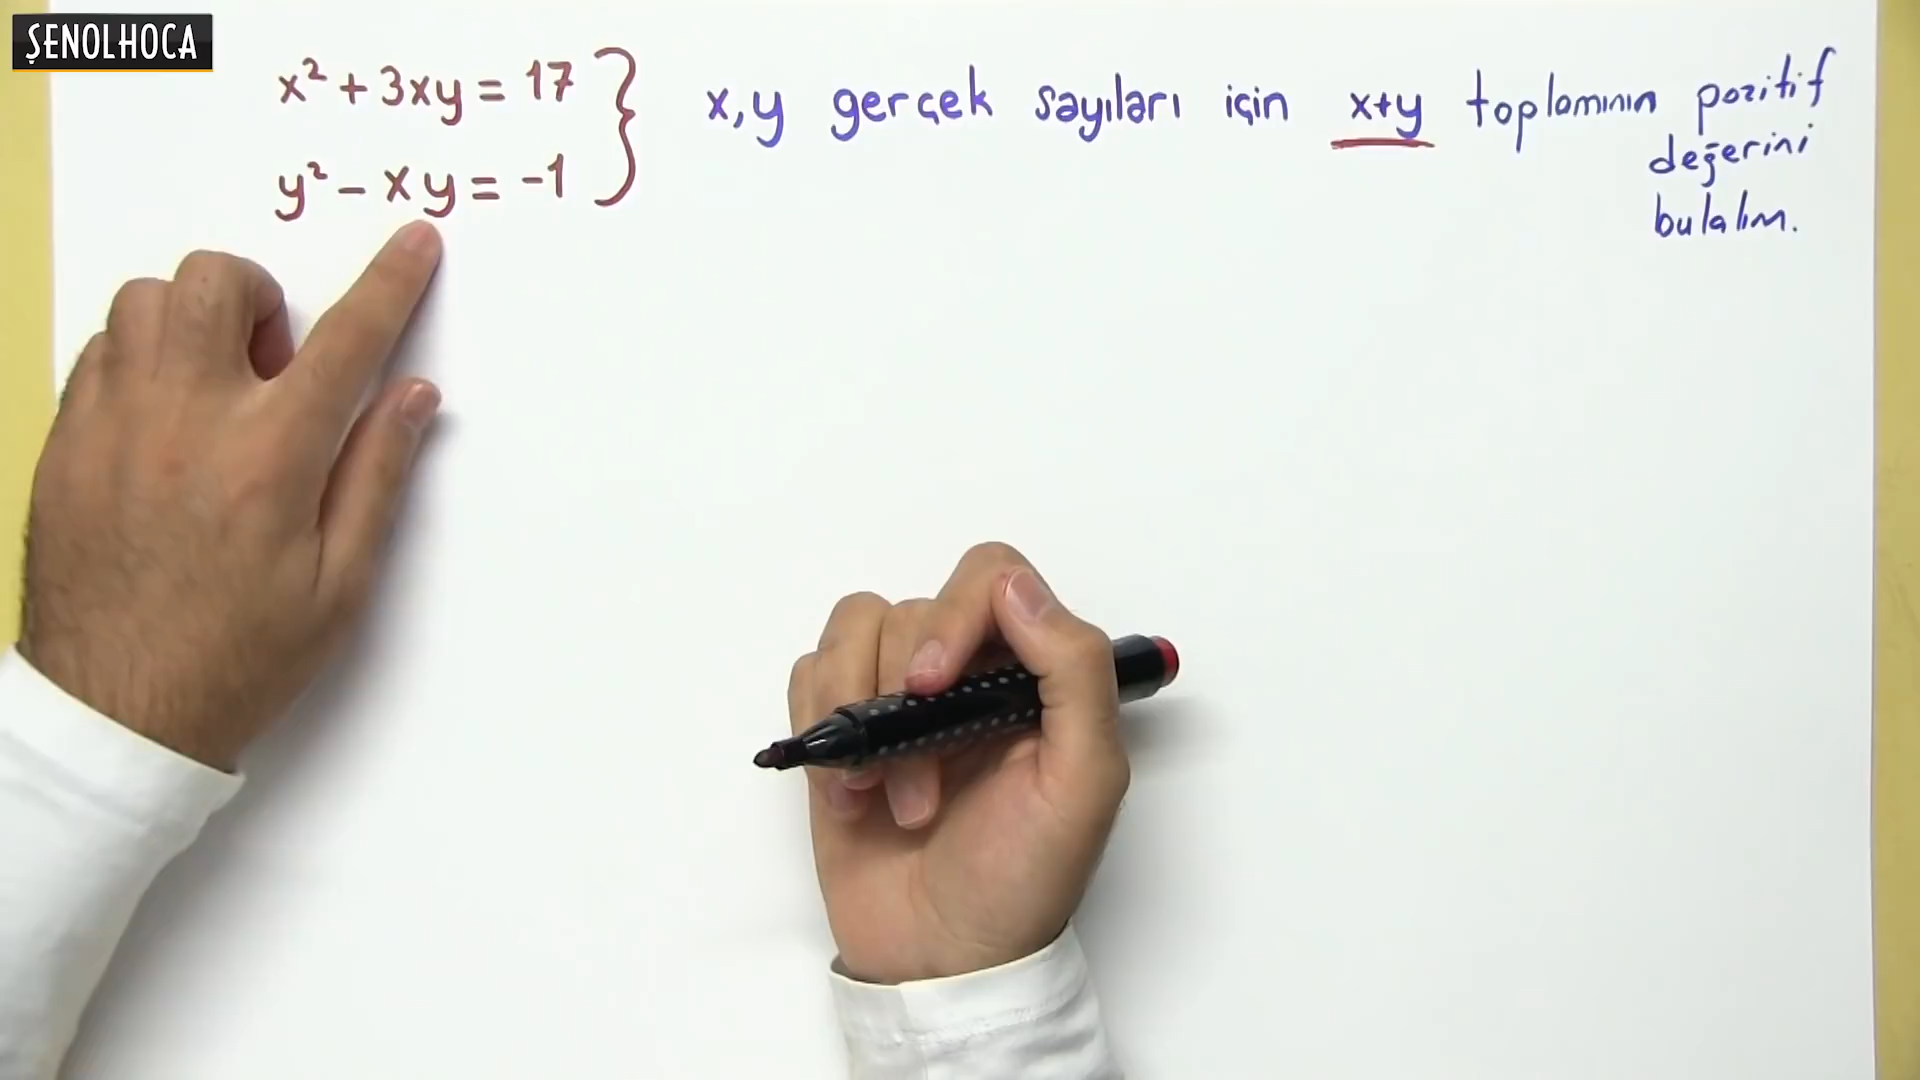 ŞENOLHOCA
x² + 3xy = 17
y² - xy = -1
x, y gerçek sayıları için x+y toplamının pozitif
değerini
bulalım.